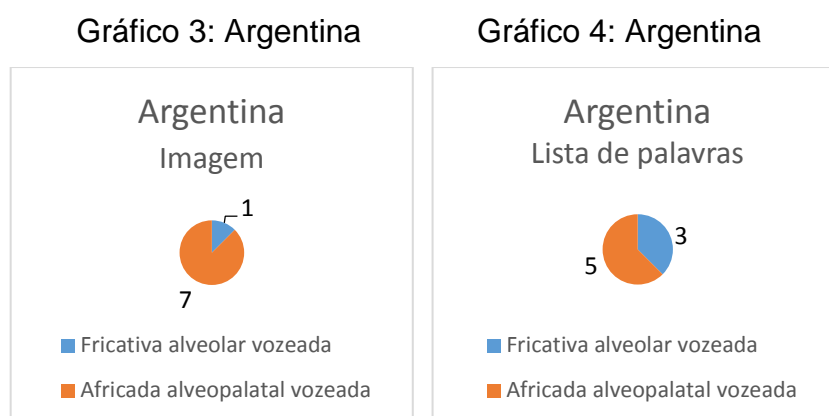 Gráfico 3: Argentina
Argentina
Imagem
1
7
Fricativa alveolar vozeada
Africada alveopalatal vozeada
Gráfico 4: Argentina
Argentina
Lista de palavras
3
5
Fricativa alveolar vozeada
Africada alveopalatal vozeada